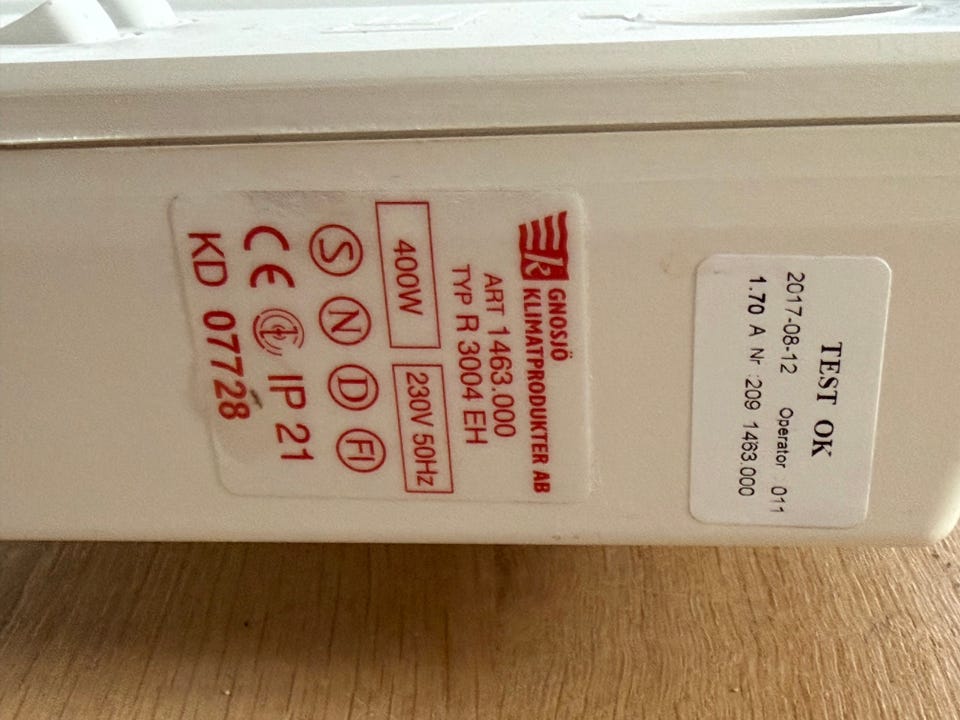 GNOSJÖ
KLIMATPRODUKTER AB
ART 1463.000
TYP R 3004 EH
400W 230V 50Hz
S N D FI
CE IP 21
KD 07728
TEST OK
2017-08-12 Operator 011
1.70 A Nr :209 1463.000